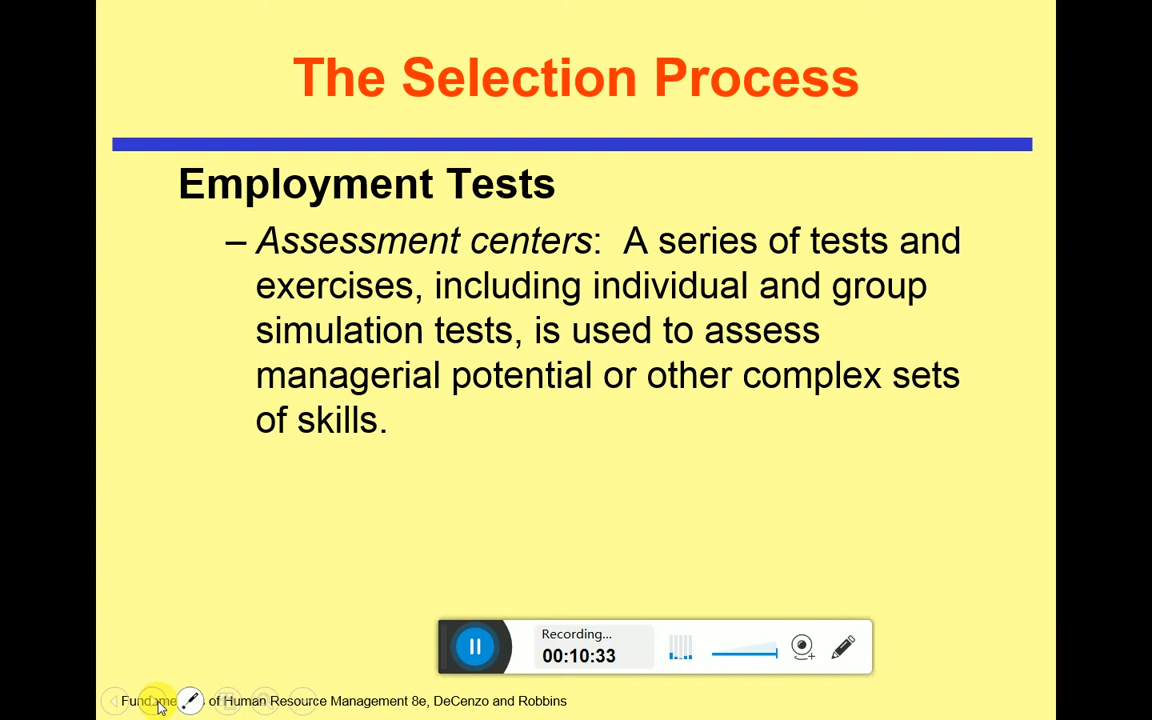 The Selection Process
Employment Tests
– Assessment centers: A series of tests and
exercises, including individual and group
simulation tests, is used to assess
managerial potential or other complex sets
of skills.
Recording...
00:10:33
Fundame of Human Resource Management 8e, DeCenzo and Robbins